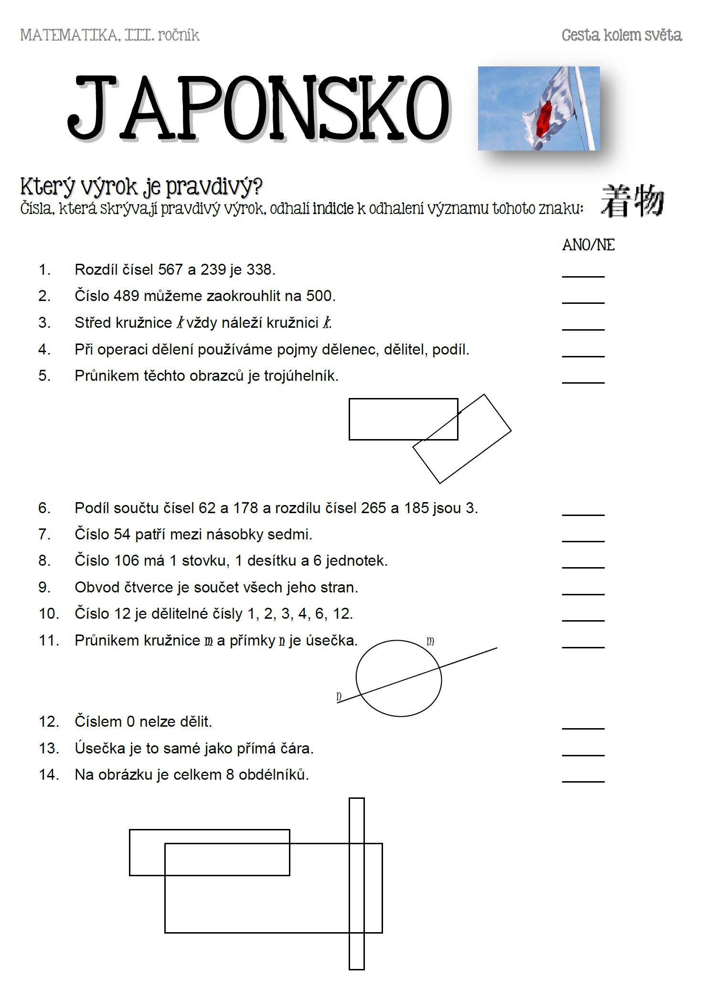 MATEMATIKA, III. ročník Cesta kolem světa
JAPONSKO
Který výrok je pravdivý?
Čísla, která skrývají pravdivý výrok, odhalí indicie k odhalení významu tohoto znaku: 着物
ANO/NE
1. Rozdíl čísel 567 a 239 je 338. _____
2. Číslo 489 můžeme zaokrouhlit na 500. _____
3. Střed kružnice k vždy náleží kružnici k. _____
4. Při operaci dělení používáme pojmy dělenec, dělitel, podíl. _____
5. Průnikem těchto obrazců je trojúhelník. _____
6. Podíl součtu čísel 62 a 178 a rozdílu čísel 265 a 185 jsou 3. _____
7. Číslo 54 patří mezi násobky sedmi. _____
8. Číslo 106 má 1 stovku, 1 desítku a 6 jednotek. _____
9. Obvod čtverce je součet všech jeho stran. _____
10. Číslo 12 je dělitelné čísly 1, 2, 3, 4, 6, 12. _____
11. Průnikem kružnice m a přímky n je úsečka. _____
m
n
12. Číslem 0 nelze dělit. _____
13. Úsečka je to samé jako přímá čára. _____
14. Na obrázku je celkem 8 obdélníků. _____